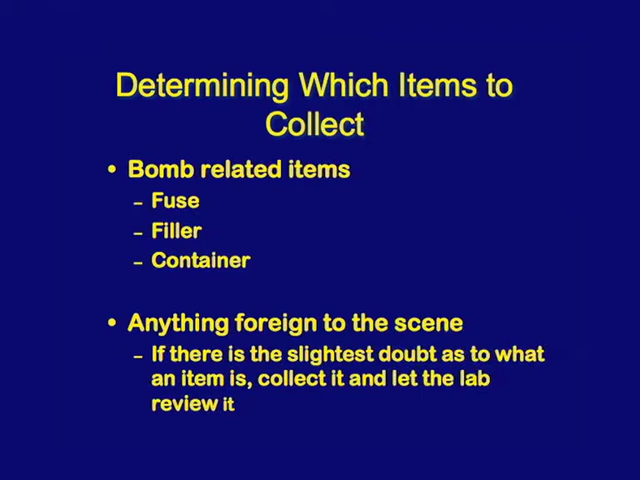 Determining Which Items to
Collect
• Bomb related items
– Fuse
– Filler
– Container
• Anything foreign to the scene
– If there is the slightest doubt as to what
an item is, collect it and let the lab
review it